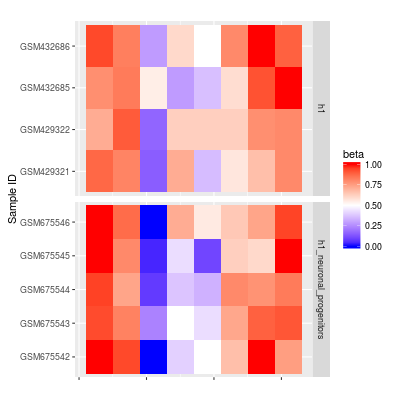 GSM432686
GSM432685
GSM429322
GSM429321
h1
GSM675546
GSM675545
GSM675544
GSM675543
GSM675542
h1_neuronal_progenitors
Sample ID
beta
1.00
0.75
0.50
0.25
0.00